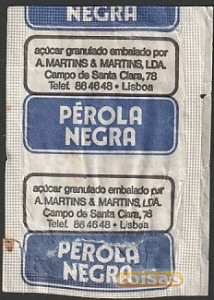 NEGRA
açúcar granulado embalado por
A. MARTINS & MARTINS, LDA.
Campo de Santa Clara, 78
Telef. 86 46 48 • Lisboa
PÉROLA
NEGRA
açúcar granulado embalado por
A. MARTINS & MARTINS, LDA.
Campo de Santa Clara, 78
Telef. 86 46 48 • Lisboa
PÉROLA
NEGRA
coisas